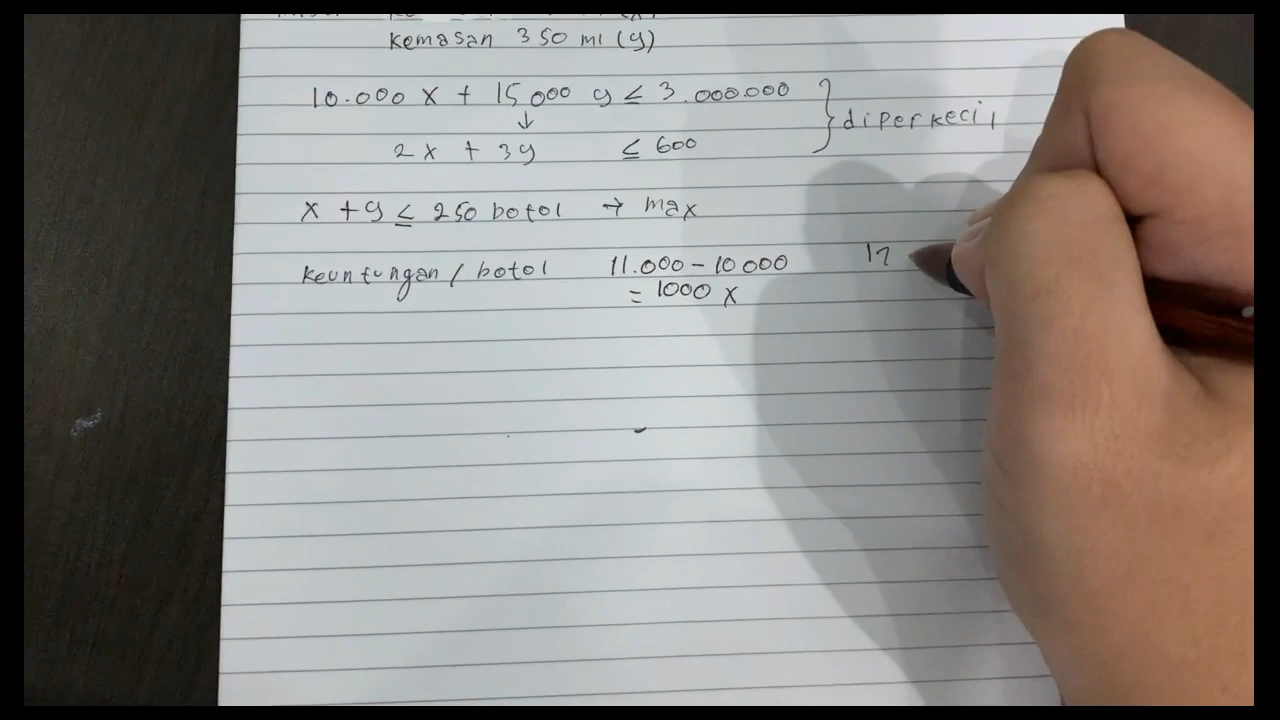 kemasan 350 ml (y)
10.000 x + 15.000 y ≤ 3.000.000
↓
} diperkecil
2x + 3y ≤ 600
x + y ≤ 250 botol → max
keuntungan / botol 11.000 - 10 000
= 1000 x